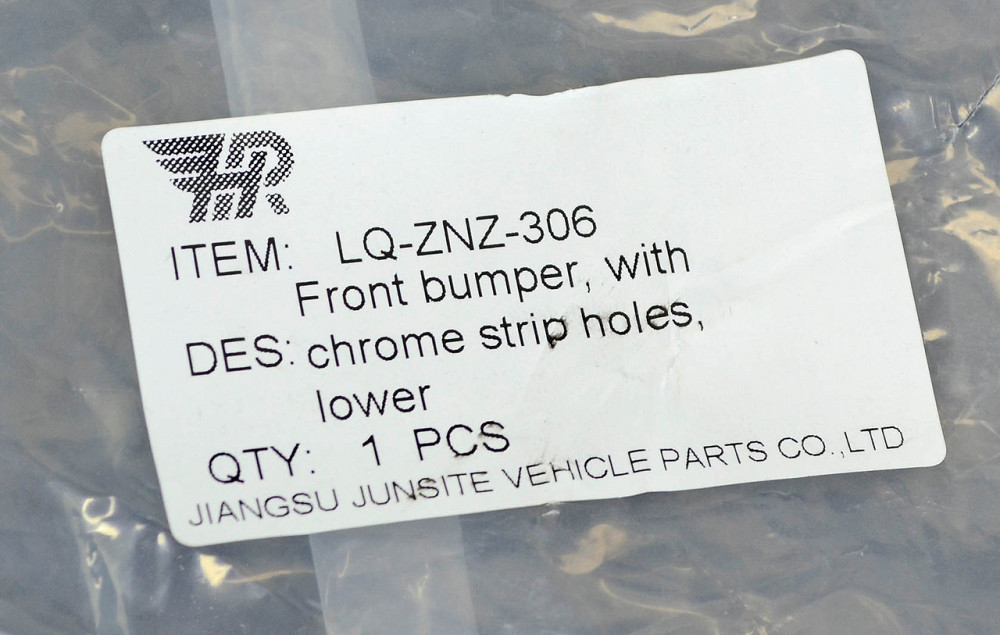 HR
ITEM: LQ-ZNZ-306
Front bumper, with
DES: chrome strip holes,
lower
QTY: 1 PCS
JIANGSU JUNSITE VEHICLE PARTS CO.,LTD